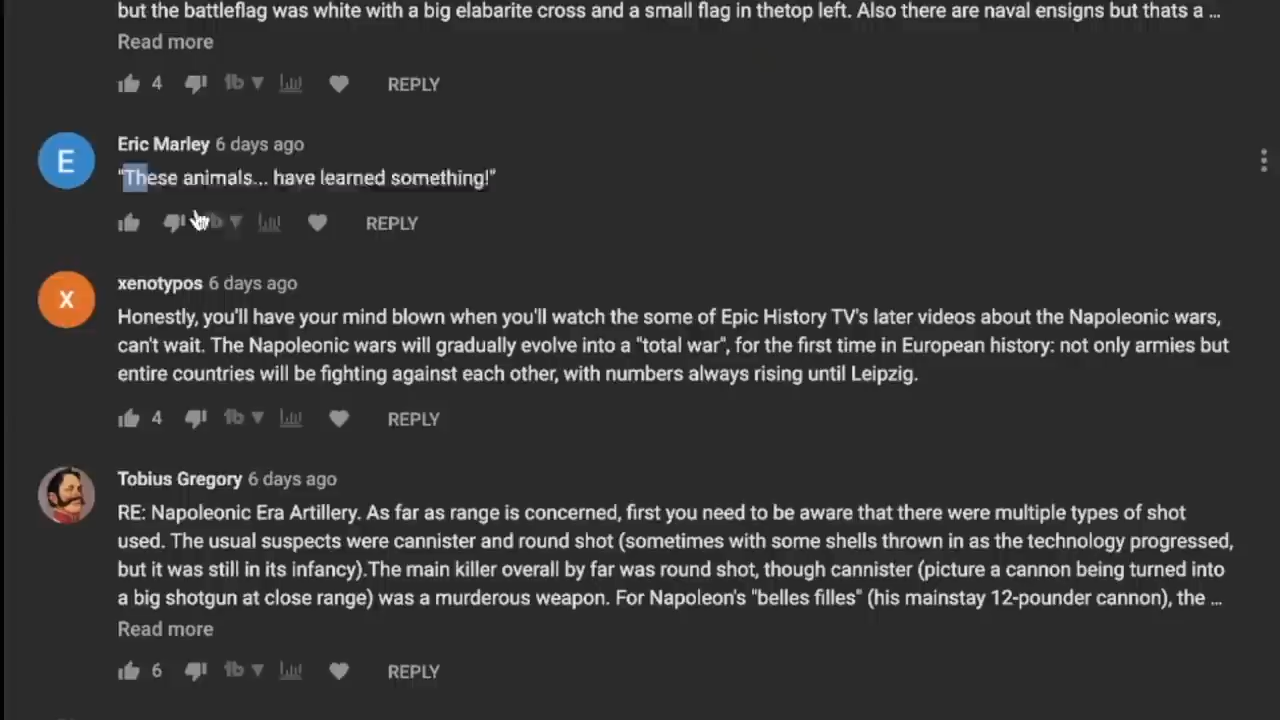 but the battleflag was white with a big elabarite cross and a small flag in thetop left. Also there are naval ensigns but thats a ...
Read more
4 REPLY
E
Eric Marley 6 days ago
"These animals... have learned something!"
REPLY
X
xenotypos 6 days ago
Honestly, you'll have your mind blown when you'll watch the some of Epic History TV's later videos about the Napoleonic wars,
can't wait. The Napoleonic wars will gradually evolve into a "total war", for the first time in European history: not only armies but
entire countries will be fighting against each other, with numbers always rising until Leipzig.
4 REPLY
Tobius Gregory 6 days ago
RE: Napoleonic Era Artillery. As far as range is concerned, first you need to be aware that there were multiple types of shot
used. The usual suspects were cannister and round shot (sometimes with some shells thrown in as the technology progressed,
but it was still in its infancy).The main killer overall by far was round shot, though cannister (picture a cannon being turned into
a big shotgun at close range) was a murderous weapon. For Napoleon's "belles filles" (his mainstay 12-pounder cannon), the ...
Read more
6 REPLY